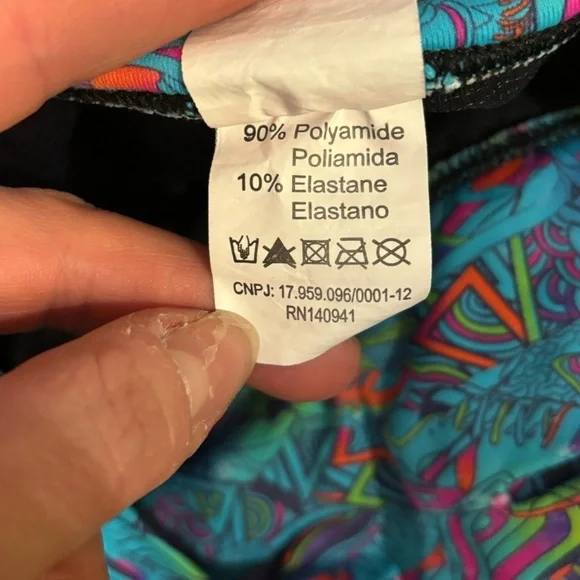 90% Polyamide
Poliamida
10% Elastane
Elastano
CNPJ: 17.959.096/0001-12
RN140941